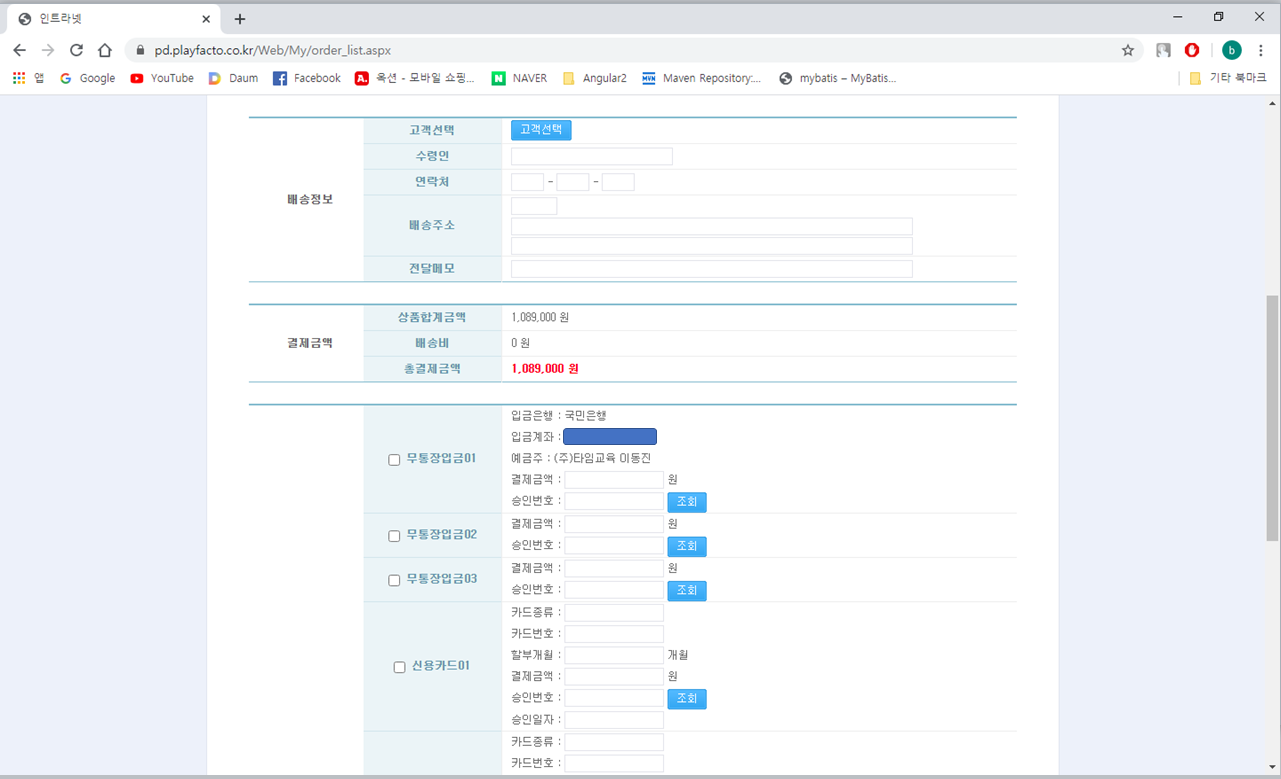 인트라넷
pd.playfacto.co.kr/Web/My/order_list.aspx
b
앱 Google YouTube Daum Facebook 옥션 - 모바일 쇼핑... NAVER Angular2 Maven Repository:... mybatis – MyBatis... 기타 북마크
배송정보
고객선택 고객선택
수령인
연락처 - -
배송주소
전달메모
결제금액
상품합계금액 1,089,000 원
배송비 0 원
총결제금액 1,089,000 원
무통장입금01
입금은행 : 국민은행
입금계좌 :
예금주 : (주)타임교육 이동진
결제금액 : 원
승인번호 : 조회
무통장입금02
결제금액 : 원
승인번호 : 조회
무통장입금03
결제금액 : 원
승인번호 : 조회
신용카드01
카드종류 :
카드번호 :
할부개월 : 개월
결제금액 : 원
승인번호 : 조회
승인일자 :
카드종류 :
카드번호 :